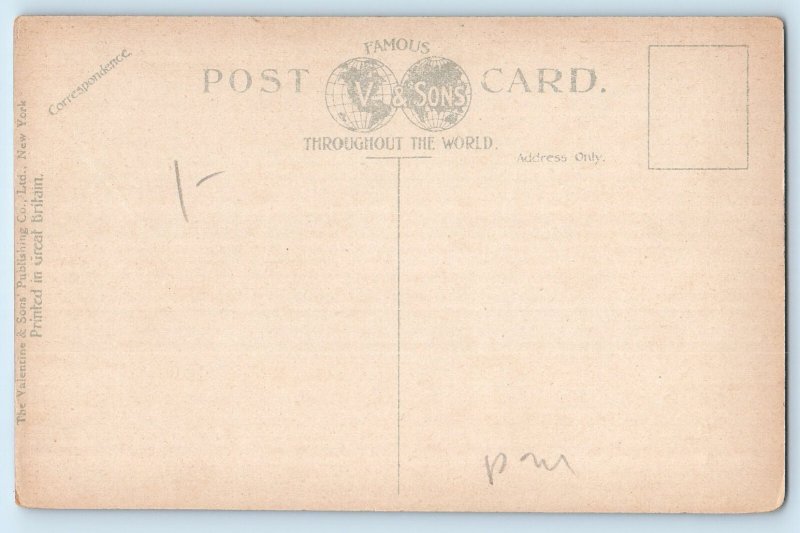 FAMOUS
POST CARD.
V. & SONS
THROUGHOUT THE WORLD.
Correspondence.
Address Only.
The Valentine & Sons' Publishing Co., Ltd., New York
Printed in Great Britain.
1-